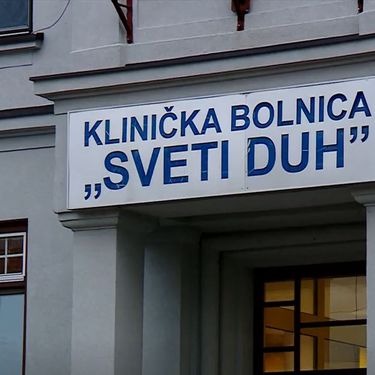 KLINIČKA BOLNICA
„SVETI DUH”